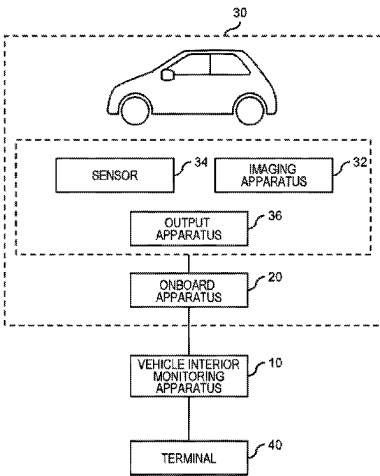 30
SENSOR
34
IMAGING
APPARATUS
32
OUTPUT
APPARATUS
36
ONBOARD
APPARATUS
20
VEHICLE INTERIOR
MONITORING
APPARATUS
10
TERMINAL
40